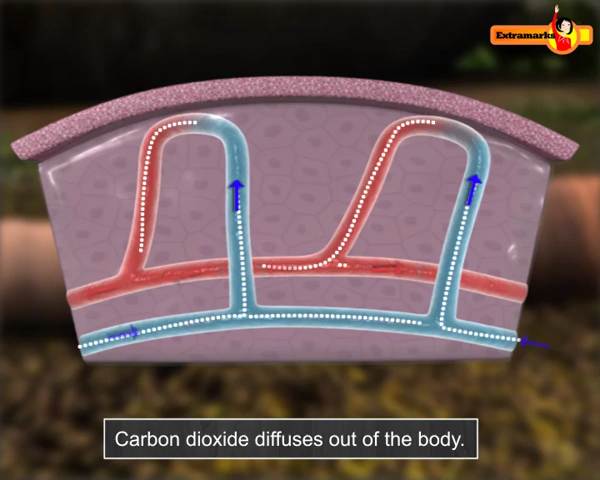 Extramarks
Carbon dioxide diffuses out of the body.